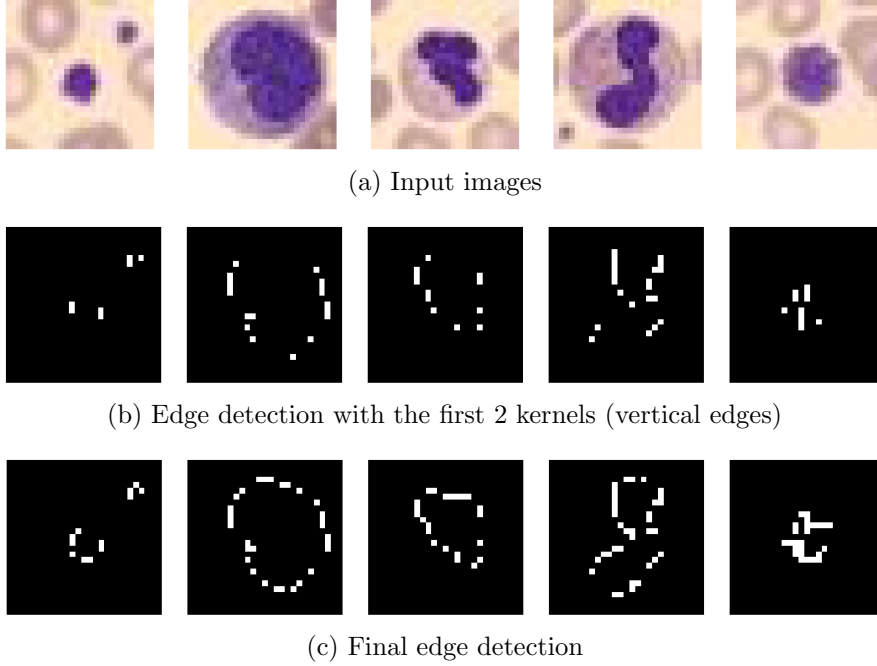 (a) Input images
(b) Edge detection with the first 2 kernels (vertical edges)
(c) Final edge detection